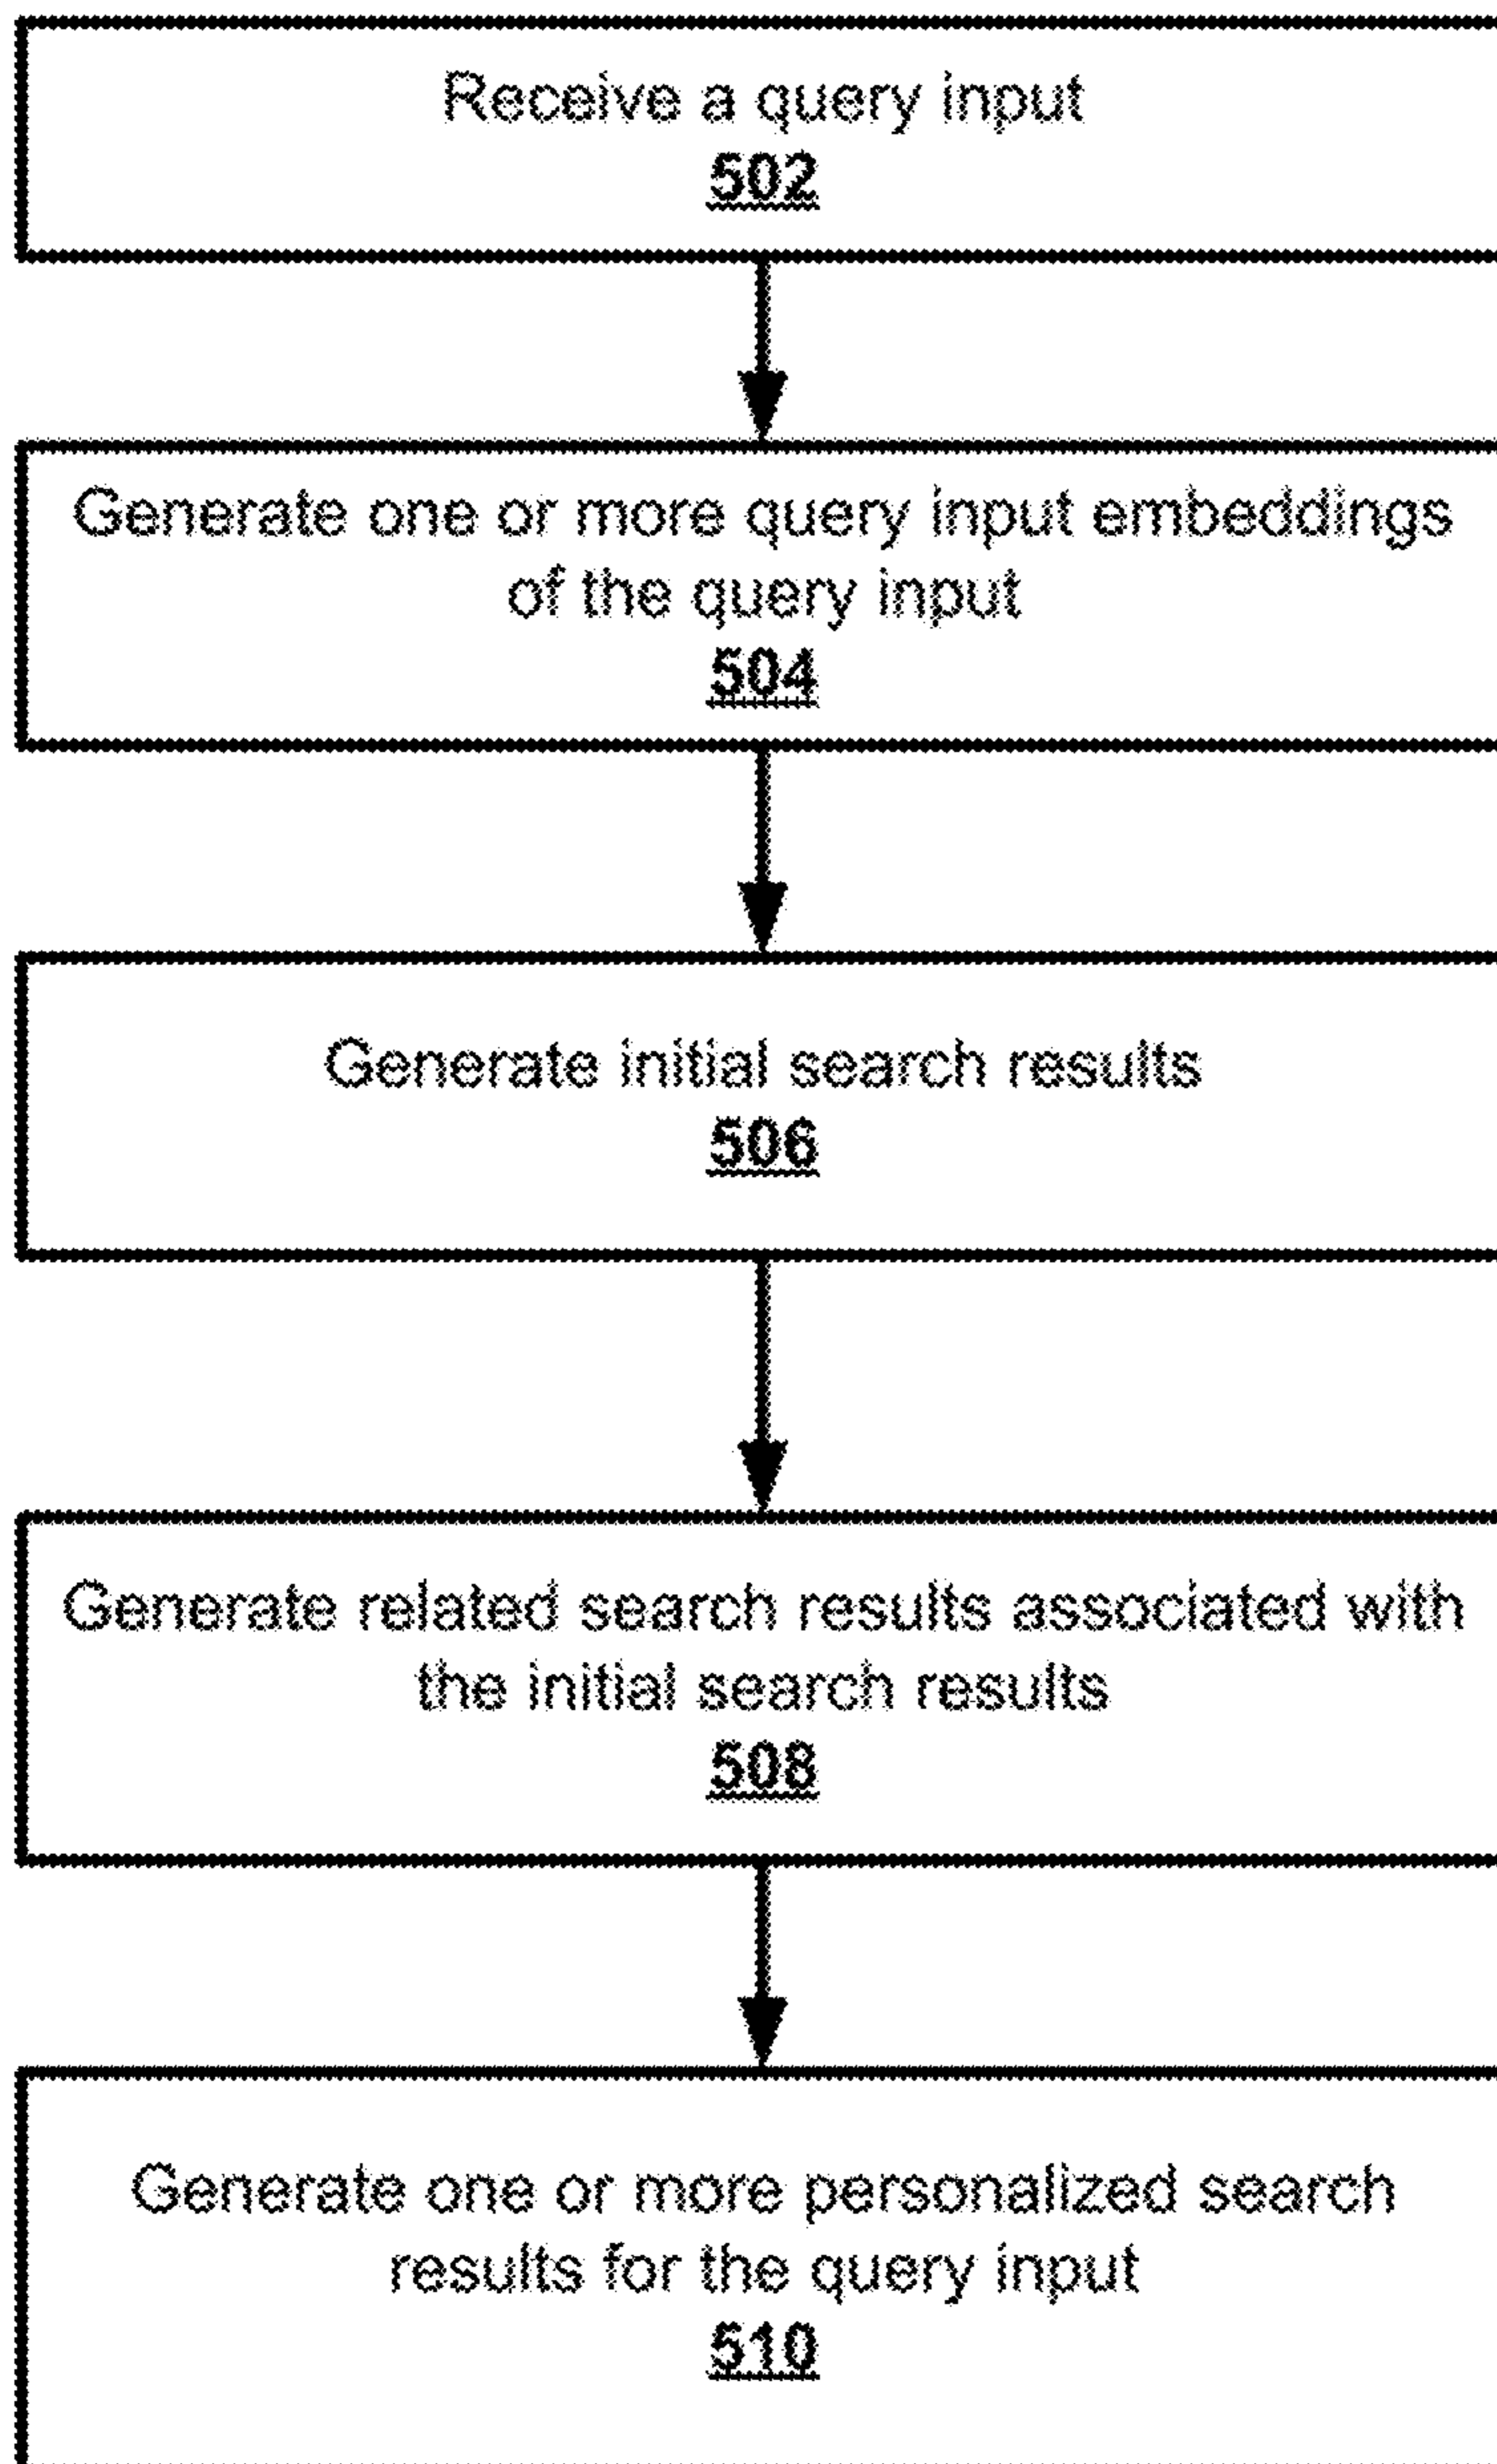 Receive a query input
502
Generate one or more query input embeddings
of the query input
504
Generate initial search results
506
Generate related search results associated with
the initial search results
508
Generate one or more personalized search
results for the query input
510